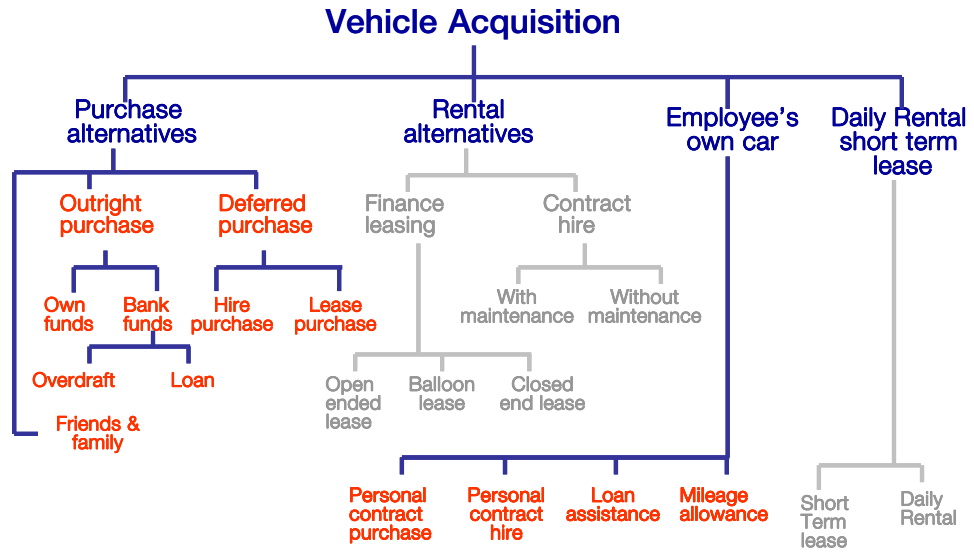 Vehicle Acquisition
Purchase
alternatives
Rental
alternatives
Employee's
own car
Daily Rental
short term
lease
Outright
purchase
Deferred
purchase
Finance
leasing
Contract
hire
Own
funds
Bank
funds
Hire
purchase
Lease
purchase
With
maintenance
Without
maintenance
Overdraft
Loan
Open
ended
lease
Balloon
lease
Closed
end lease
Friends &
family
Personal
contract
purchase
Personal
contract
hire
Loan
assistance
Mileage
allowance
Short
Term
lease
Daily
Rental